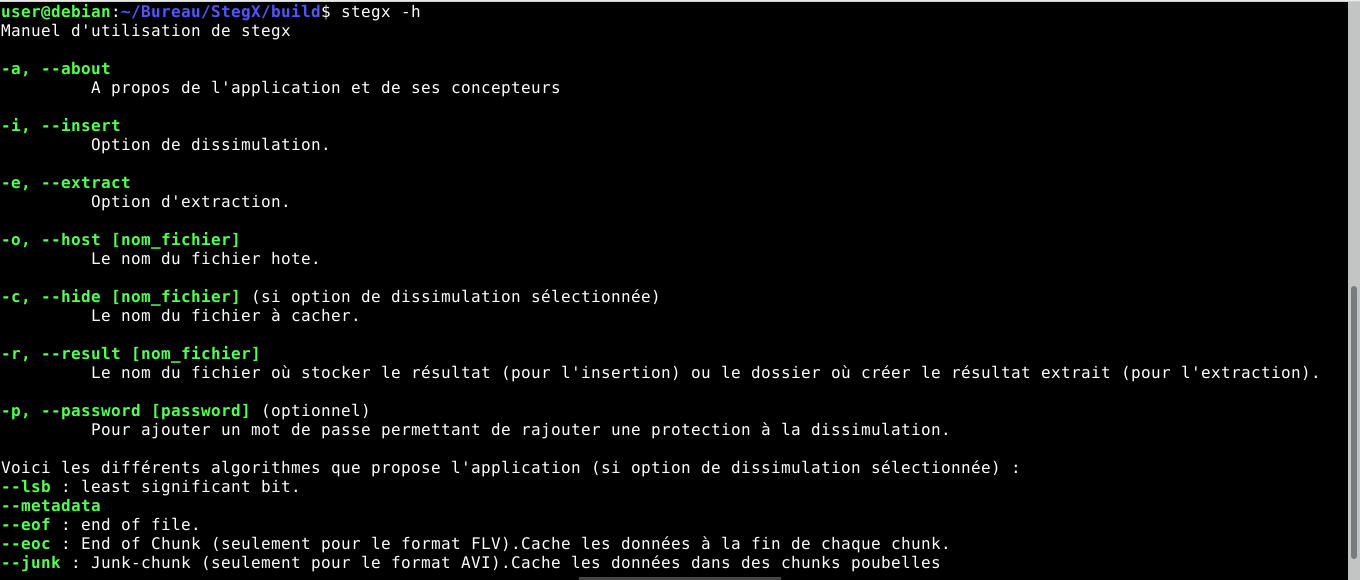 user@debian:~/Bureau/StegX/build$ stegx -h
Manuel d'utilisation de stegx
-a, --about
A propos de l'application et de ses concepteurs
-i, --insert
Option de dissimulation.
-e, --extract
Option d'extraction.
-o, --host [nom_fichier]
Le nom du fichier hote.
-c, --hide [nom_fichier] (si option de dissimulation sélectionnée)
Le nom du fichier à cacher.
-r, --result [nom_fichier]
Le nom du fichier où stocker le résultat (pour l'insertion) ou le dossier où créer le résultat extrait (pour l'extraction).
-p, --password [password] (optionnel)
Pour ajouter un mot de passe permettant de rajouter une protection à la dissimulation.
Voici les différents algorithmes que propose l'application (si option de dissimulation sélectionnée) :
--lsb : least significant bit.
--metadata
--eof : end of file.
--eoc : End of Chunk (seulement pour le format FLV).Cache les données à la fin de chaque chunk.
--junk : Junk-chunk (seulement pour le format AVI).Cache les données dans des chunks poubelles